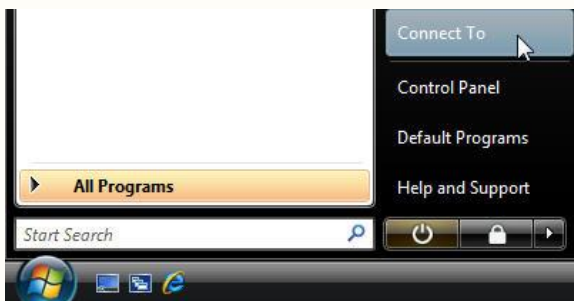 Connect To
Control Panel
Default Programs
All Programs
Help and Support
Start Search